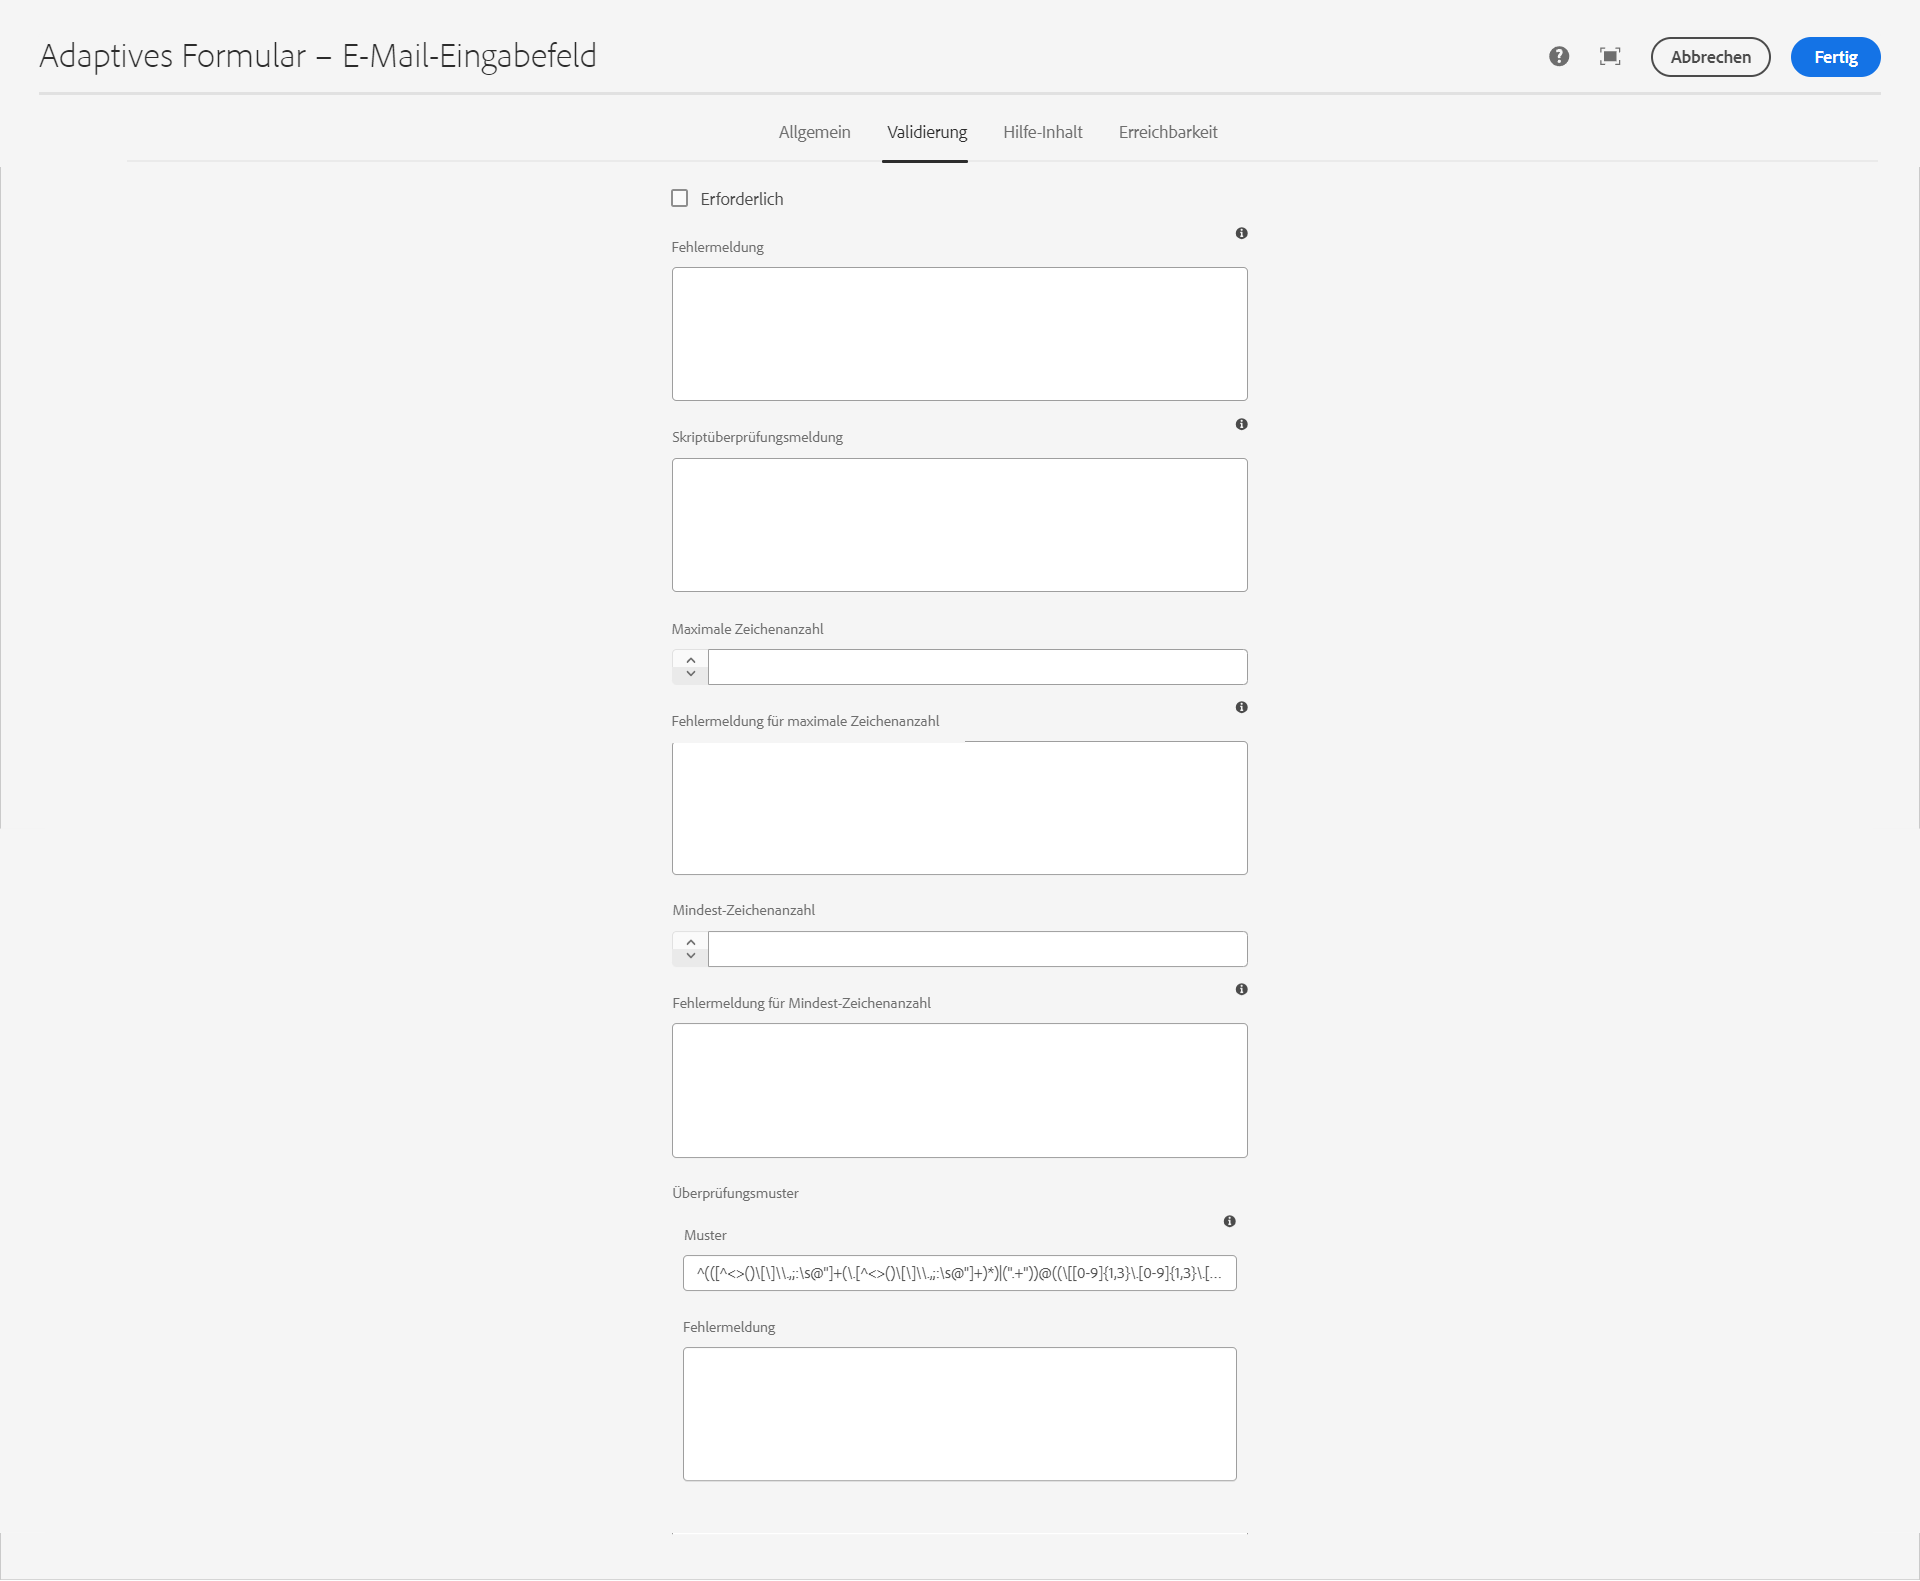 Adaptives Formular – E-Mail-Eingabefeld
Abbrechen
Fertig
Allgemein
Validierung
Hilfe-Inhalt
Erreichbarkeit
Erforderlich
Fehlermeldung
Skriptüberprüfungsmeldung
Maximale Zeichenanzahl
Fehlermeldung für maximale Zeichenanzahl
Mindest-Zeichenanzahl
Fehlermeldung für Mindest-Zeichenanzahl
Überprüfungsmuster
Muster
^(([^<>()\[\]\\.,;:\s@"]+(\.[^<>()\[\]\\.,;:\s@"]+)*)|(".+"))@((\[[0-9]{1,3}\.[0-9]{1,3}\.[...
Fehlermeldung